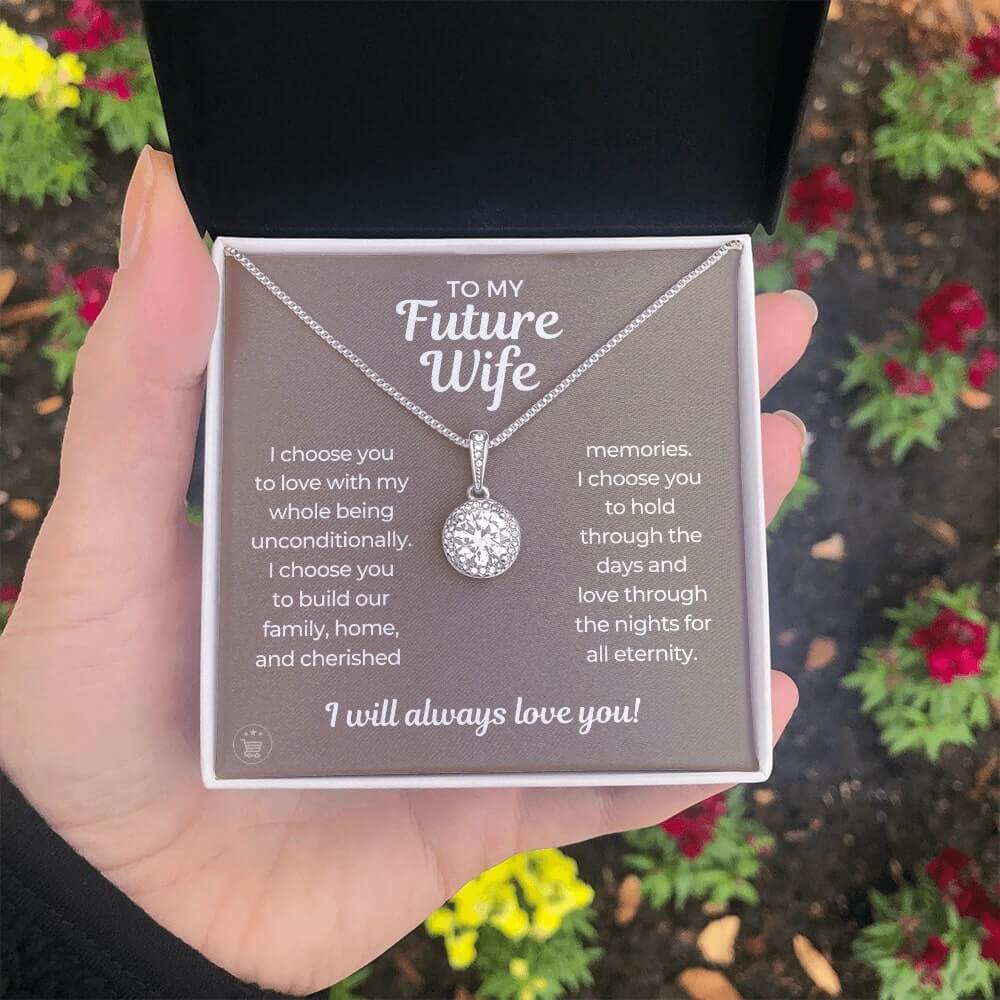 TO MY
Future
Wife
I choose you
to love with my
whole being
unconditionally.
I choose you
to build our
family, home,
and cherished
memories.
I choose you
to hold
through the
days and
love through
the nights for
all eternity.
I will always love you!